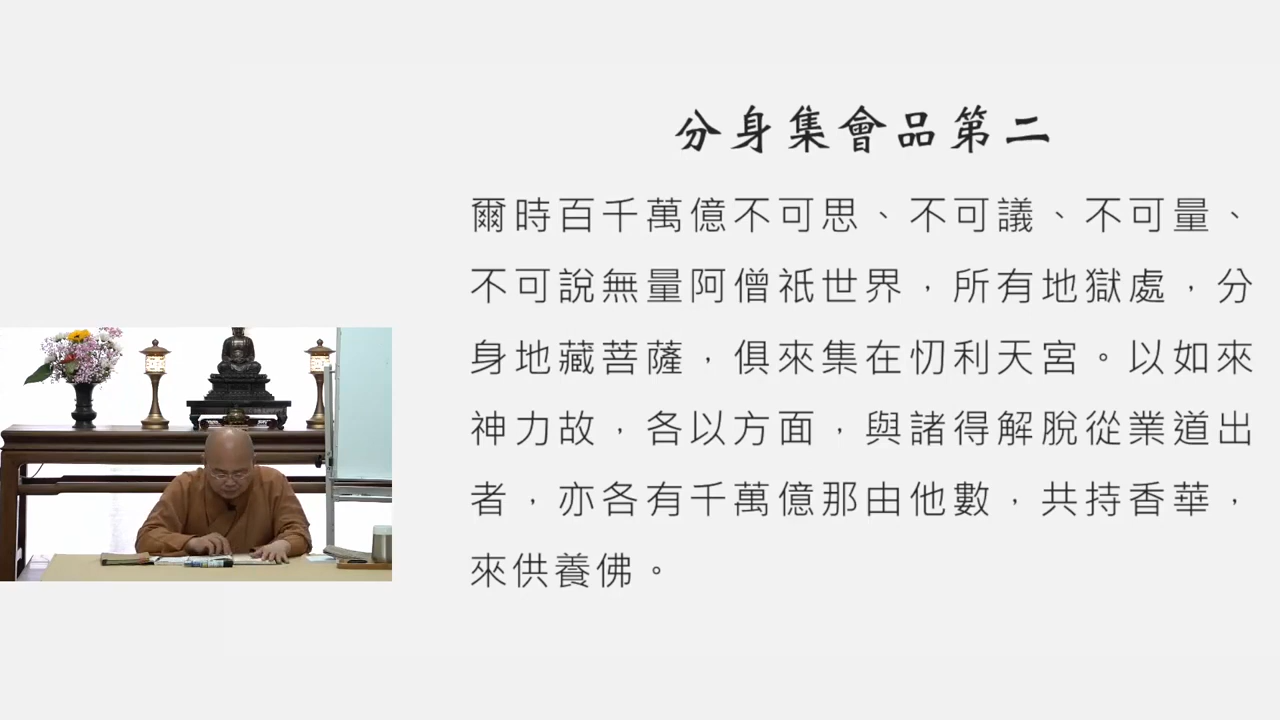 分身集會品第二
爾時百千萬億不可思、不可議、不可量、
不可說無量阿僧祇世界，所有地獄處，分
身地藏菩薩，俱來集在忉利天宮。以如來
神力故，各以方面，與諸得解脫從業道出
者，亦各有千萬億那由他數，共持香華，
來供養佛。